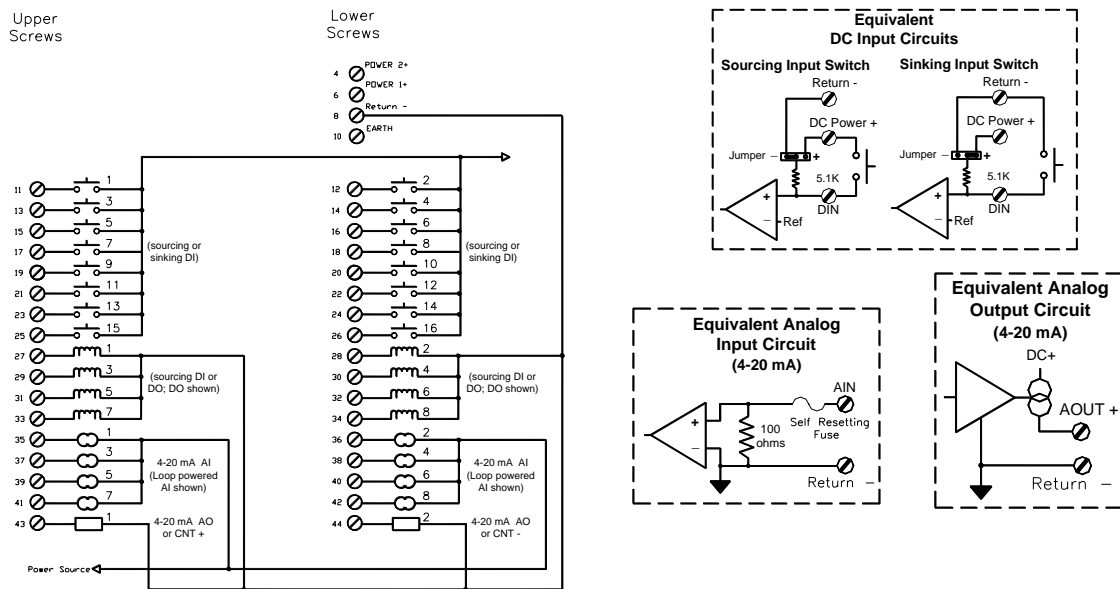 Upper
Screws
Lower
Screws
4 POWER 2+
6 POWER 1+
8 Return -
10 EARTH
11 1
13 3
15 5
17 7
19 9
21 11
23 13
25 15
(sourcing or
sinking DI)
27 1
29 3
31 5
33 7
(sourcing DI or
DO; DO shown)
35 1
37 3
39 5
41 7
4-20 mA AI
(Loop powered
AI shown)
43 1
4-20 mA AO
or CNT +
12 2
14 4
16 6
18 8
20 10
22 12
24 14
26 16
(sourcing or
sinking DI)
28 2
30 4
32 6
34 8
(sourcing DI or
DO; DO shown)
36 2
38 4
40 6
42 8
4-20 mA AI
(Loop powered
AI shown)
44 2
4-20 mA AO
or CNT -
Power Source
Equivalent
DC Input Circuits
Sourcing Input Switch
Return -
DC Power +
Jumper - +
5.1K
+
DIN
-
Ref
Sinking Input Switch
Return -
DC Power +
Jumper - +
5.1K
+
DIN
-
Ref
Equivalent Analog
Input Circuit
(4-20 mA)
AIN
+
Self Resetting
Fuse
100
ohms
-
Return -
Equivalent Analog
Output Circuit
(4-20 mA)
DC+
AOUT +
Return -